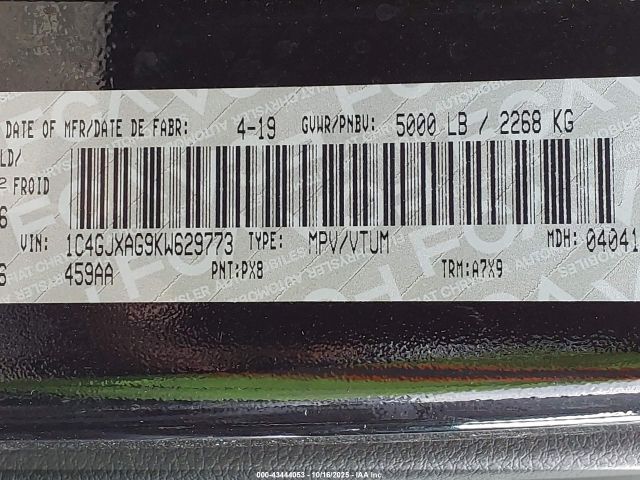 DATE OF MFR/DATE DE FABR: 4-19 GVWR/PNBV: 5000 LB / 2268 KG
LD/
FROID
6
VIN: 1C4GJXAG9KW629773 TYPE: MPV/VTUM MDH: 04041
6 459AA PNT:PX8 TRM:A7X9
000-43444053 - 10/16/2025 - © IAA Inc.